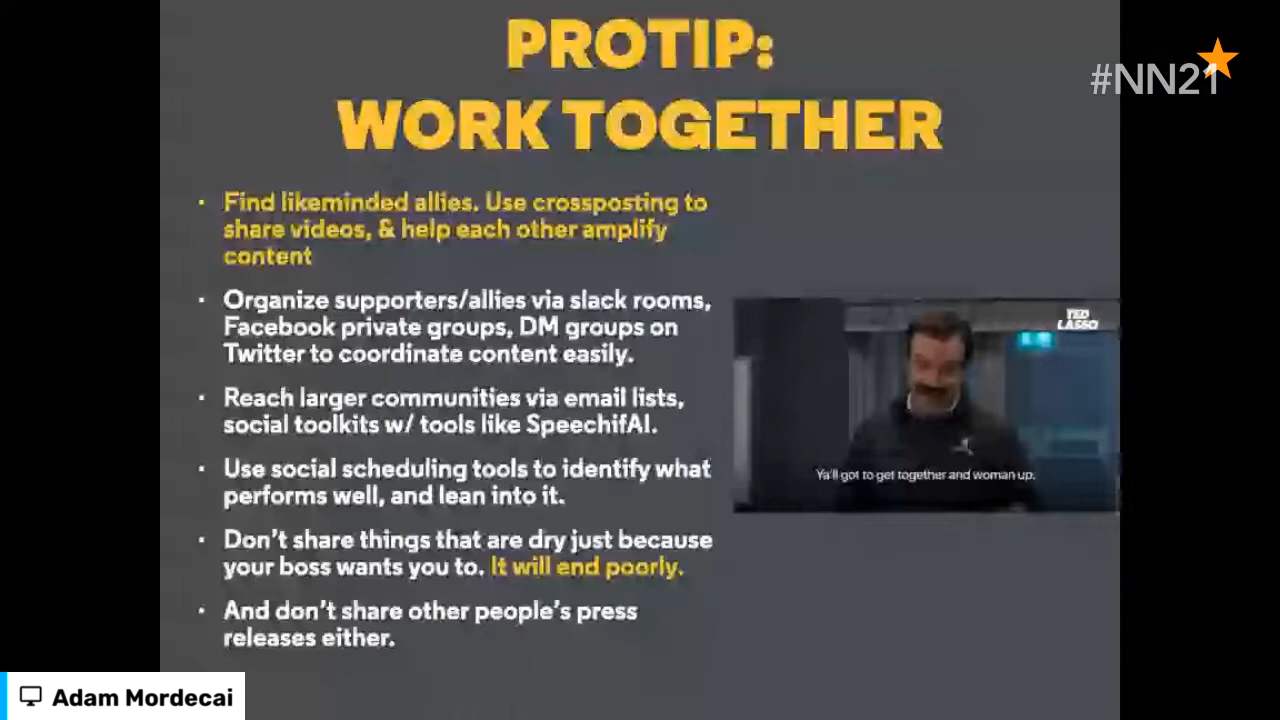 PROTIP:
WORK TOGETHER
#NN21
· Find likeminded allies. Use crossposting to
share videos, & help each other amplify
content
· Organize supporters/allies via slack rooms,
Facebook private groups, DM groups on
Twitter to coordinate content easily.
· Reach larger communities via email lists,
social toolkits w/ tools like SpeechifAI.
· Use social scheduling tools to identify what
performs well, and lean into it.
· Don't share things that are dry just because
your boss wants you to. It will end poorly.
· And don't share other people's press
releases either.
TED
LASSO
Ya'll got to get together and woman up.
Adam Mordecai